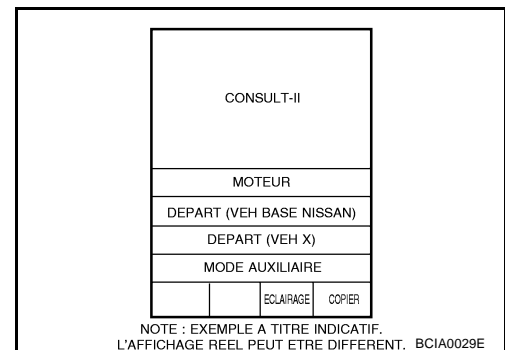 CONSULT-II
MOTEUR
DEPART (VEH BASE NISSAN)
DEPART (VEH X)
MODE AUXILIAIRE
ECLAIRAGE COPIER
NOTE : EXEMPLE A TITRE INDICATIF.
L'AFFICHAGE REEL PEUT ETRE DIFFERENT. BCIA0029E